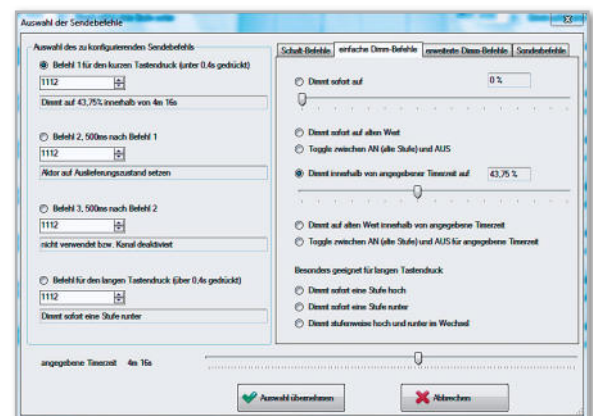 Auswahl der Sendebefehle
Auswahl des zu konfigurierenden Sendebefehls
Befehl 1 für den kurzen Tastendruck (unter 0,4s gedrückt)
1112
Dimmt auf 43,75% innerhalb von 4m 16s
Befehl 2, 500ms nach Befehl 1
1112
Aktor auf Auslieferungszustand setzen
Befehl 3, 500ms nach Befehl 2
1112
nicht verwendet bzw. Kanal deaktiviert
Befehl für den langen Tastendruck (über 0,4s gedrückt)
1112
Dimmt sofort eine Stufe runter
Schalt-Befehle
einfache Dimm-Befehle
erweiterte Dimm-Befehle
Sonderbefehle
Dimmt sofort auf
0 %
Dimmt sofort auf alten Wert
Toggle zwischen AN (alte Stufe) und AUS
Dimmt innerhalb von angegebener Timerzeit auf
43,75 %
Dimmt auf alten Wert innerhalb von angegebene Timerzeit
Toggle zwischen AN (alte Stufe) und AUS für angegebene Timerzeit
Besonders geeignet für langen Tastendruck
Dimmt sofort eine Stufe hoch
Dimmt sofort eine Stufe runter
Dimmt stufenweise hoch und runter im Wechsel
angegebene Timerzeit 4m 16s
Auswahl übernehmen
Abbrechen